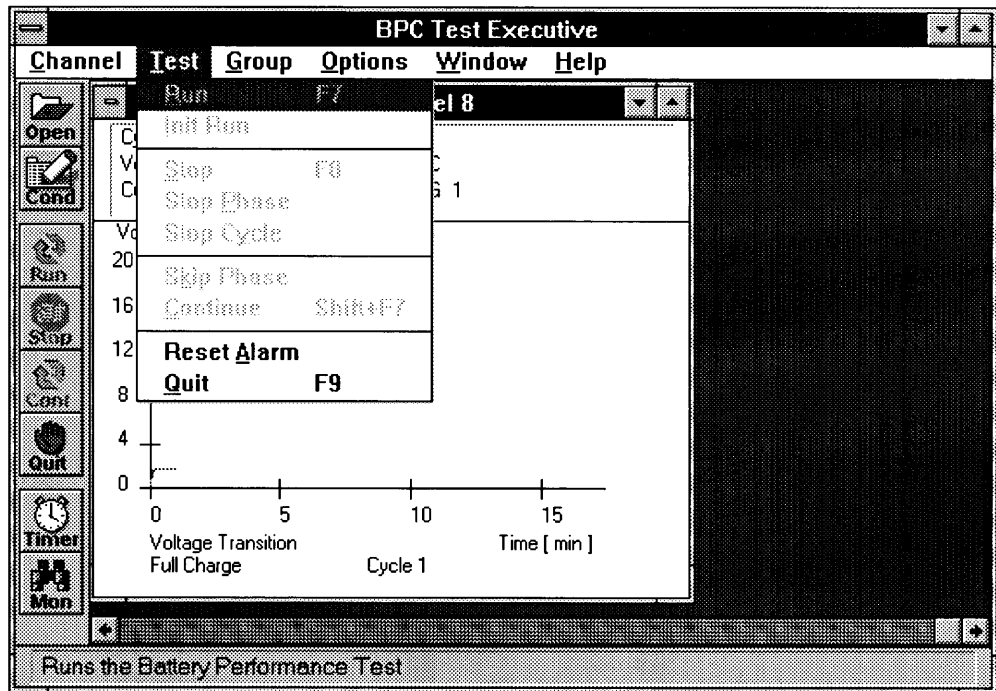 BPC Test Executive
Channel Test Group Options Window Help
Run F7
Init Run
Stop F8
Stop Phase
Stop Cycle
Skip Phase
Continue Shift+F7
Reset Alarm
Quit F9
Open
Cond
Run
Stop
Cont
Quit
Timer
Mon
el 8
C
V
C
G 1
Vo
20
16
12
8
4
0
0 5 10 15
Voltage Transition Time [ min ]
Full Charge Cycle 1
Runs the Battery Performance Test